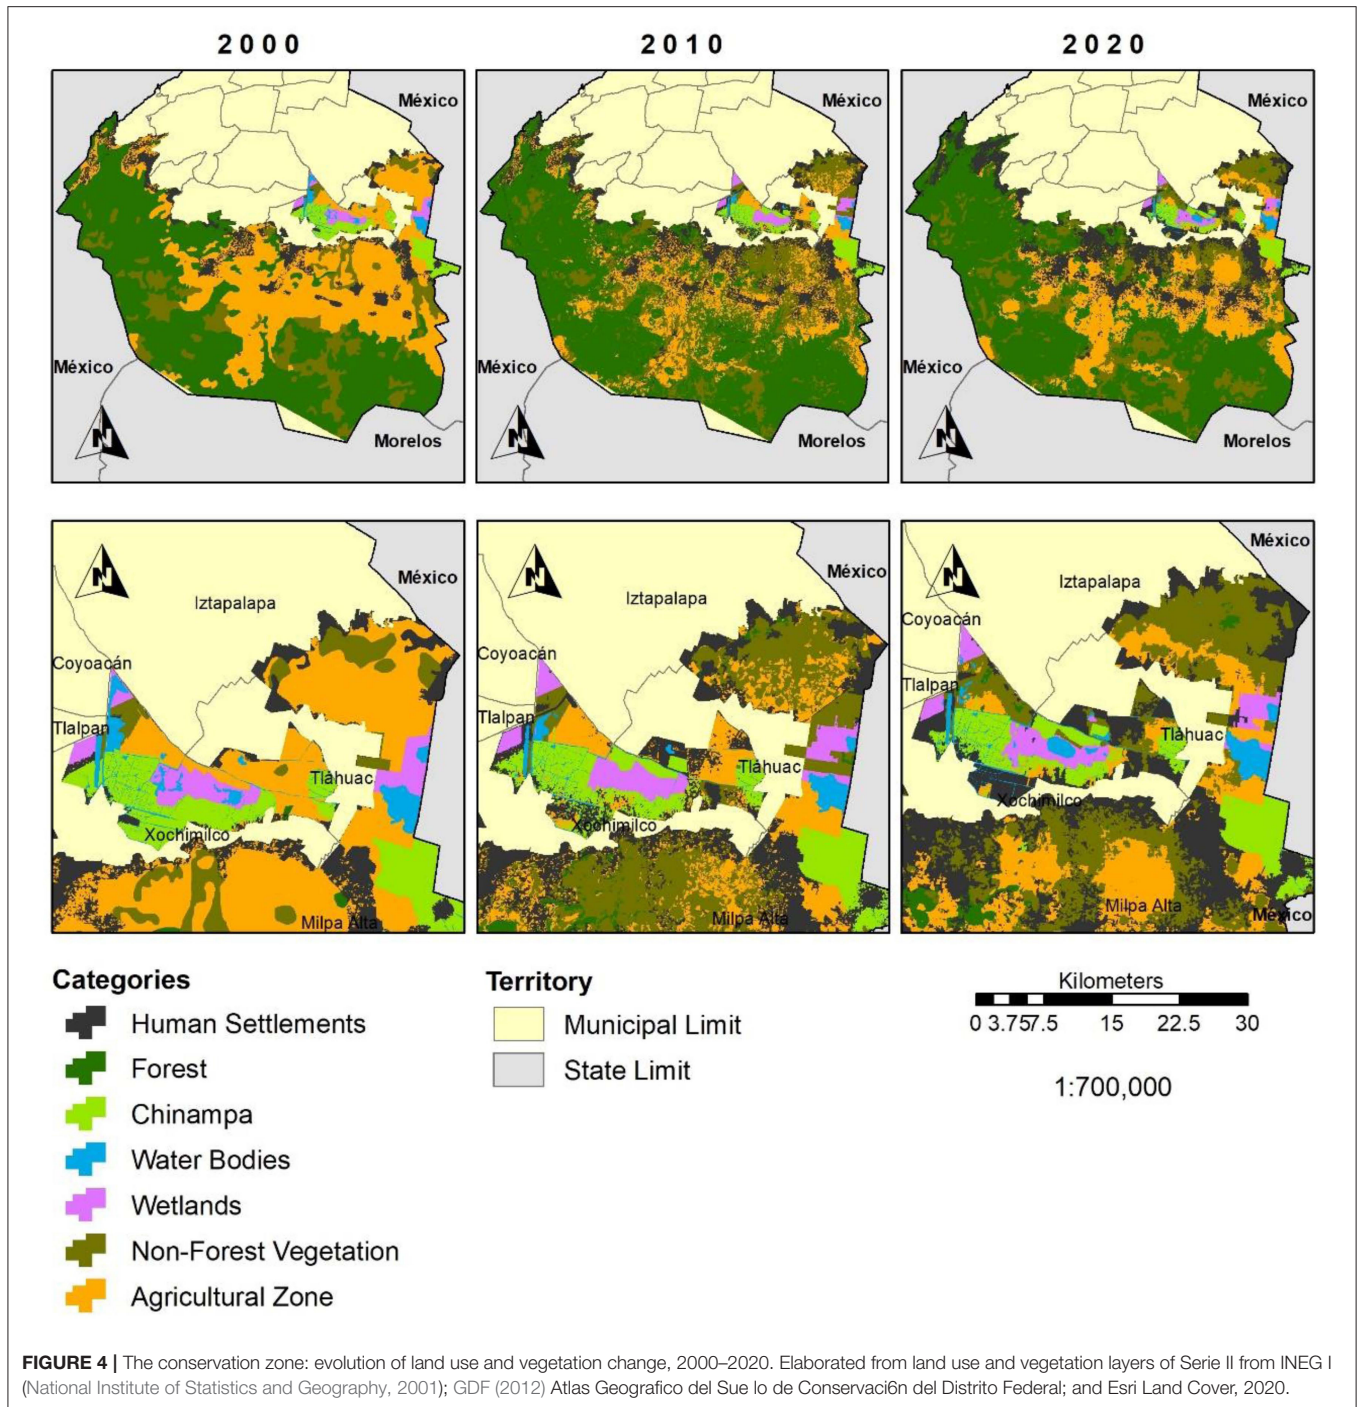 2000
2010
2020
México
México
México
México
México
México
Morelos
Morelos
Morelos
N
N
N
México
Iztapalapa
Coyoacán
Tlalpan
Tláhuac
Xochimilco
Milpa Alta
N
México
Iztapalapa
Coyoacán
Tlalpan
Tláhuac
Xochimilco
Milpa Alta
N
México
Iztapalapa
Coyoacán
Tlalpan
Tláhuac
Xochimilco
Milpa Alta
México
N
Categories
Human Settlements
Forest
Chinampa
Water Bodies
Wetlands
Non-Forest Vegetation
Agricultural Zone
Territory
Municipal Limit
State Limit
Kilometers
0 3.75 7.5 15 22.5 30
1:700,000
FIGURE 4 | The conservation zone: evolution of land use and vegetation change, 2000–2020. Elaborated from land use and vegetation layers of Serie II from INEG I
(National Institute of Statistics and Geography, 2001); GDF (2012) Atlas Geografico del Sue lo de Conservaci6n del Distrito Federal; and Esri Land Cover, 2020.